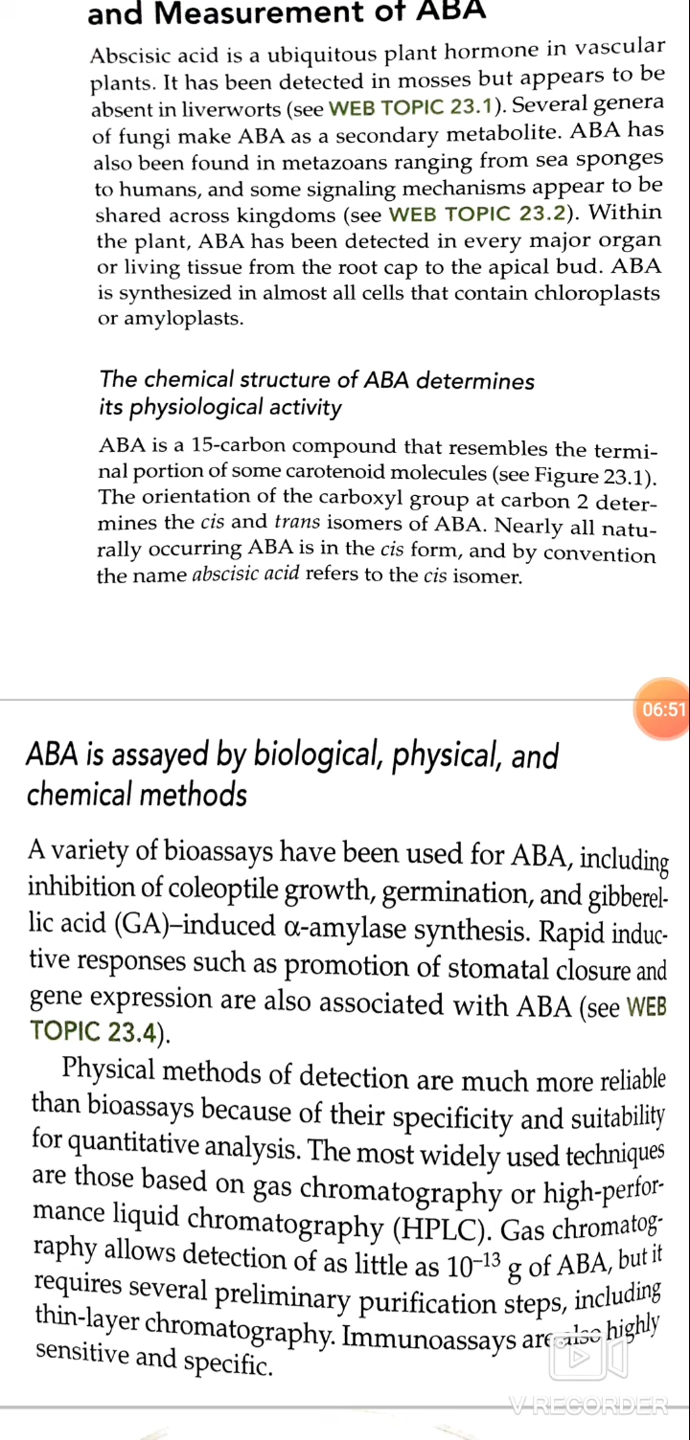 and Measurement of ABA
Abscisic acid is a ubiquitous plant hormone in vascular
plants. It has been detected in mosses but appears to be
absent in liverworts (see WEB TOPIC 23.1). Several genera
of fungi make ABA as a secondary metabolite. ABA has
also been found in metazoans ranging from sea sponges
to humans, and some signaling mechanisms appear to be
shared across kingdoms (see WEB TOPIC 23.2). Within
the plant, ABA has been detected in every major organ
or living tissue from the root cap to the apical bud. ABA
is synthesized in almost all cells that contain chloroplasts
or amyloplasts.
The chemical structure of ABA determines
its physiological activity
ABA is a 15-carbon compound that resembles the termi-
nal portion of some carotenoid molecules (see Figure 23.1).
The orientation of the carboxyl group at carbon 2 deter-
mines the cis and trans isomers of ABA. Nearly all natu-
rally occurring ABA is in the cis form, and by convention
the name abscisic acid refers to the cis isomer.
06:51
ABA is assayed by biological, physical, and
chemical methods
A variety of bioassays have been used for ABA, including
inhibition of coleoptile growth, germination, and gibberel-
lic acid (GA)–induced α-amylase synthesis. Rapid induc-
tive responses such as promotion of stomatal closure and
gene expression are also associated with ABA (see WEB
TOPIC 23.4).
Physical methods of detection are much more reliable
than bioassays because of their specificity and suitability
for quantitative analysis. The most widely used techniques
are those based on gas chromatography or high-perfor-
mance liquid chromatography (HPLC). Gas chromatog-
raphy allows detection of as little as 10⁻¹³ g of ABA, but it
requires several preliminary purification steps, including
thin-layer chromatography. Immunoassays are also highly
sensitive and specific.
V RECORDER